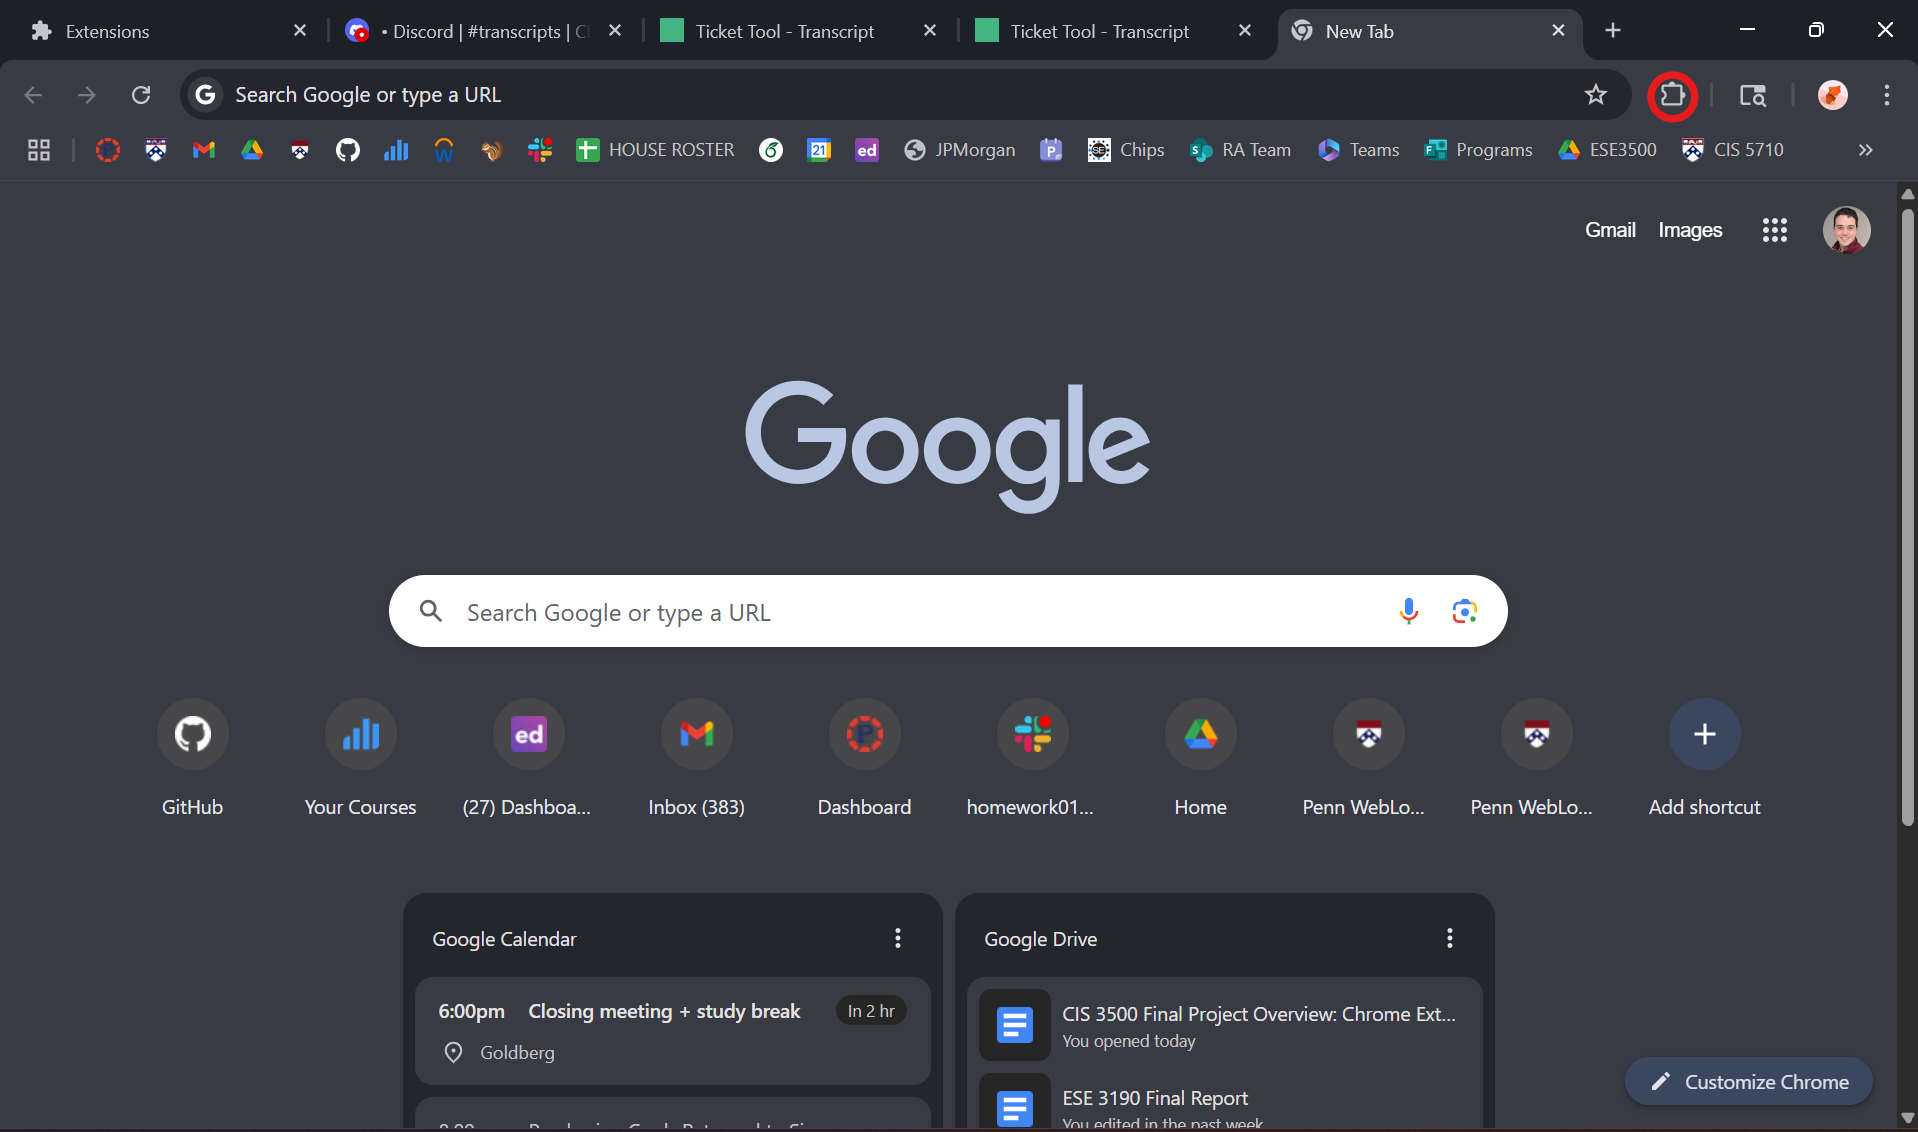 Extensions
• Discord | #transcripts |
Ticket Tool - Transcript
Ticket Tool - Transcript
New Tab
G Search Google or type a URL
HOUSE ROSTER
21
ed
JPMorgan
P
SE
Chips
S
RA Team
Teams
F
Programs
ESE3500
CIS 5710
Gmail
Images
Google
Search Google or type a URL
ed
GitHub
Your Courses
(27) Dashboa...
Inbox (383)
Dashboard
homework01...
Home
Penn WebLo...
Penn WebLo...
Add shortcut
Google Calendar
6:00pm Closing meeting + study break In 2 hr
Goldberg
Google Drive
CIS 3500 Final Project Overview: Chrome Ext...
You opened today
ESE 3190 Final Report
You edited in the past week
Customize Chrome